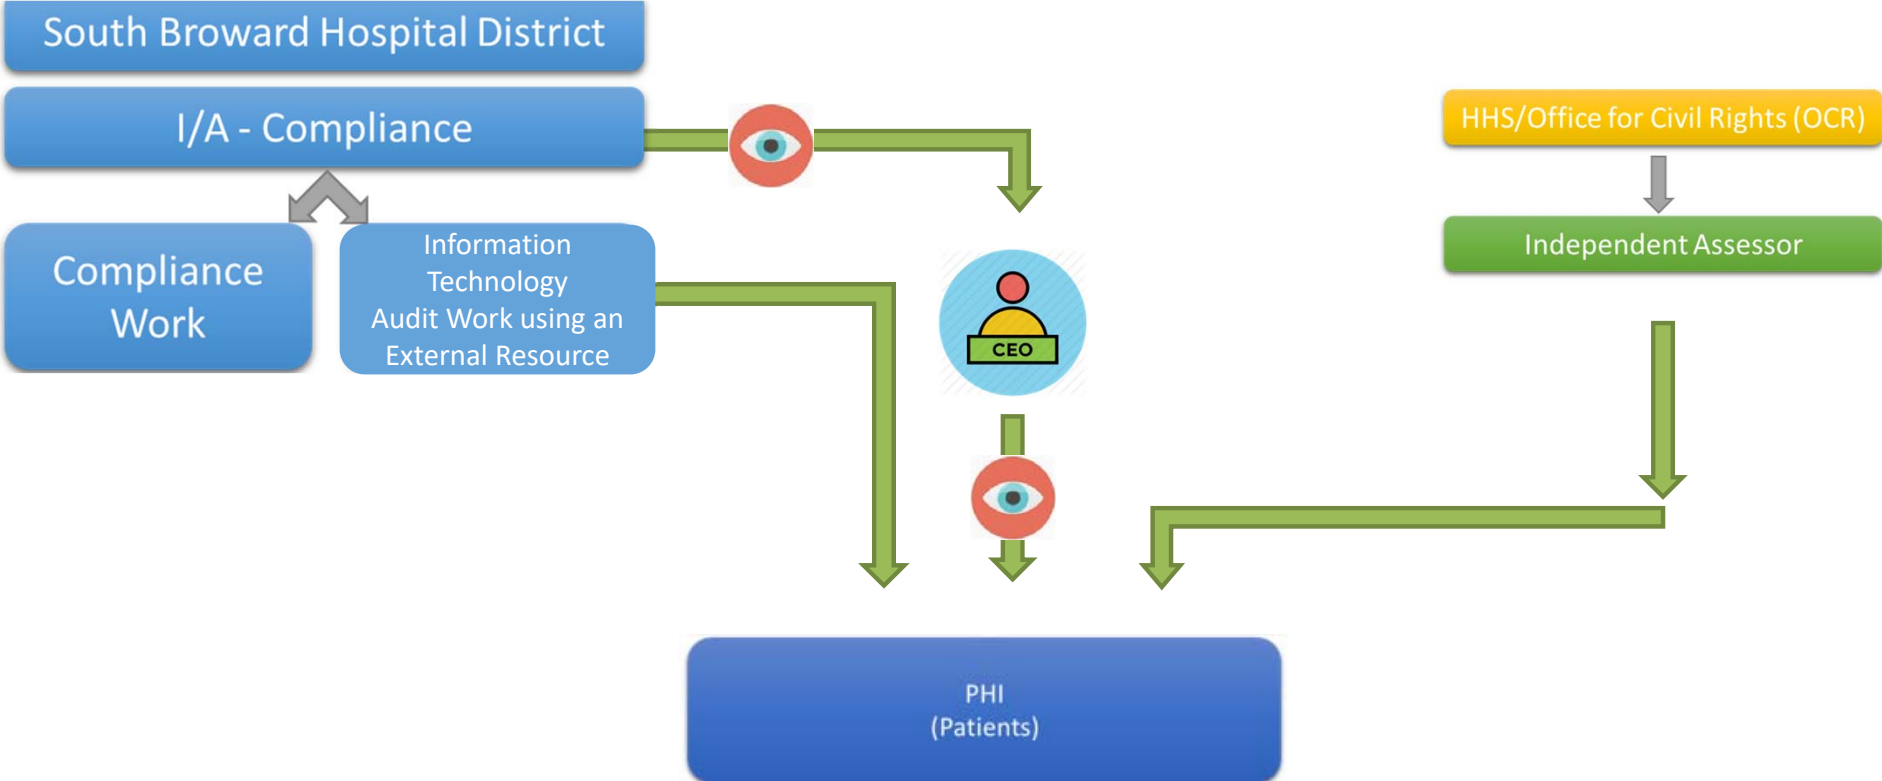 South Broward Hospital District
I/A - Compliance
HHS/Office for Civil Rights (OCR)
Compliance
Work
Information
Technology
Audit Work using an
External Resource
Independent Assessor
CEO
PHI
(Patients)